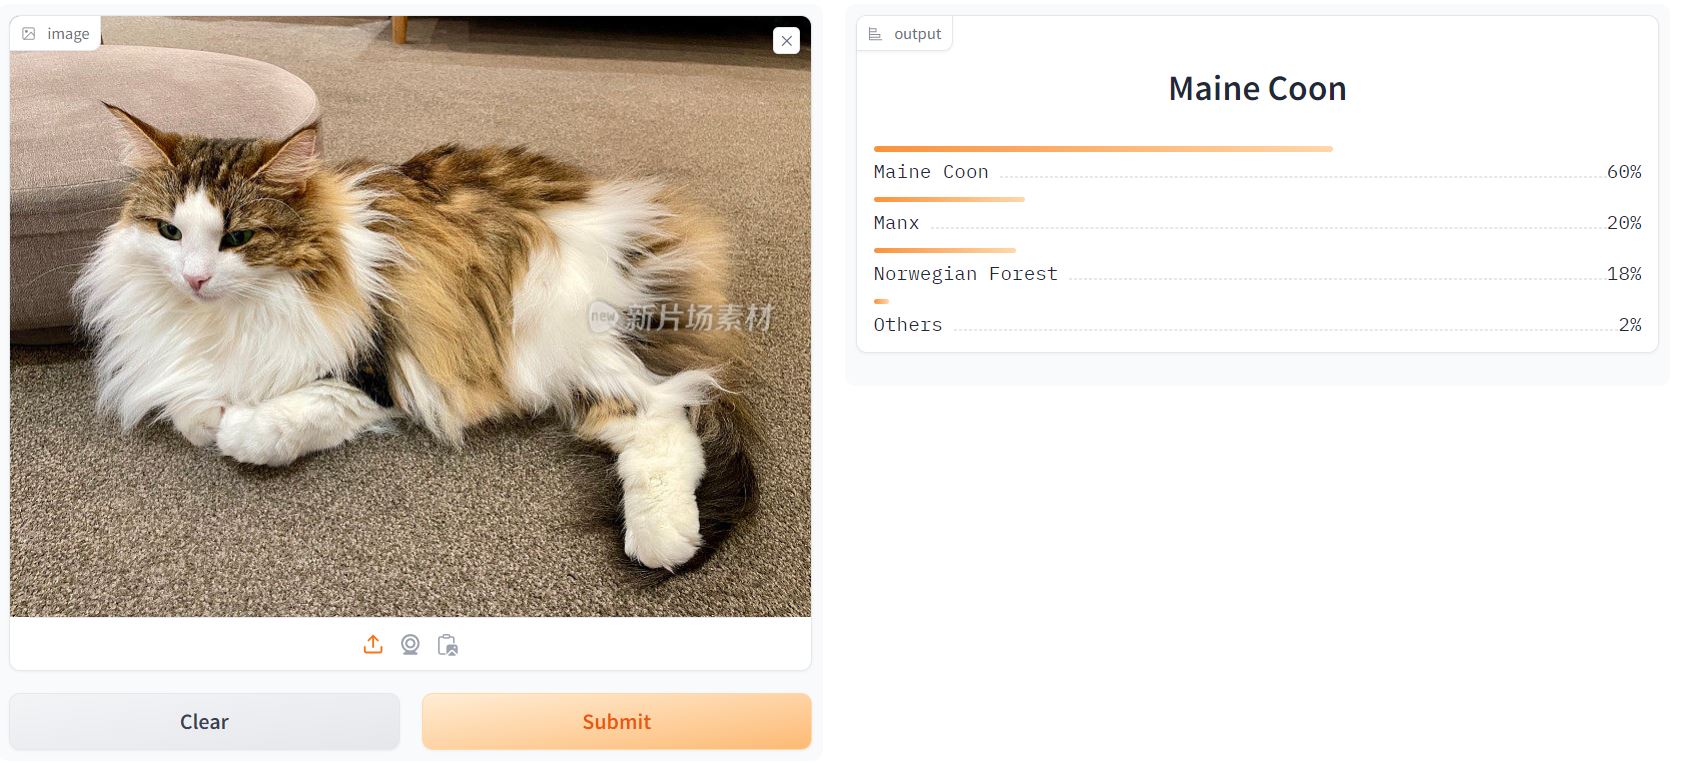 image
new 新片场素材
Clear
Submit
output
Maine Coon
Maine Coon 60%
Manx 20%
Norwegian Forest 18%
Others 2%